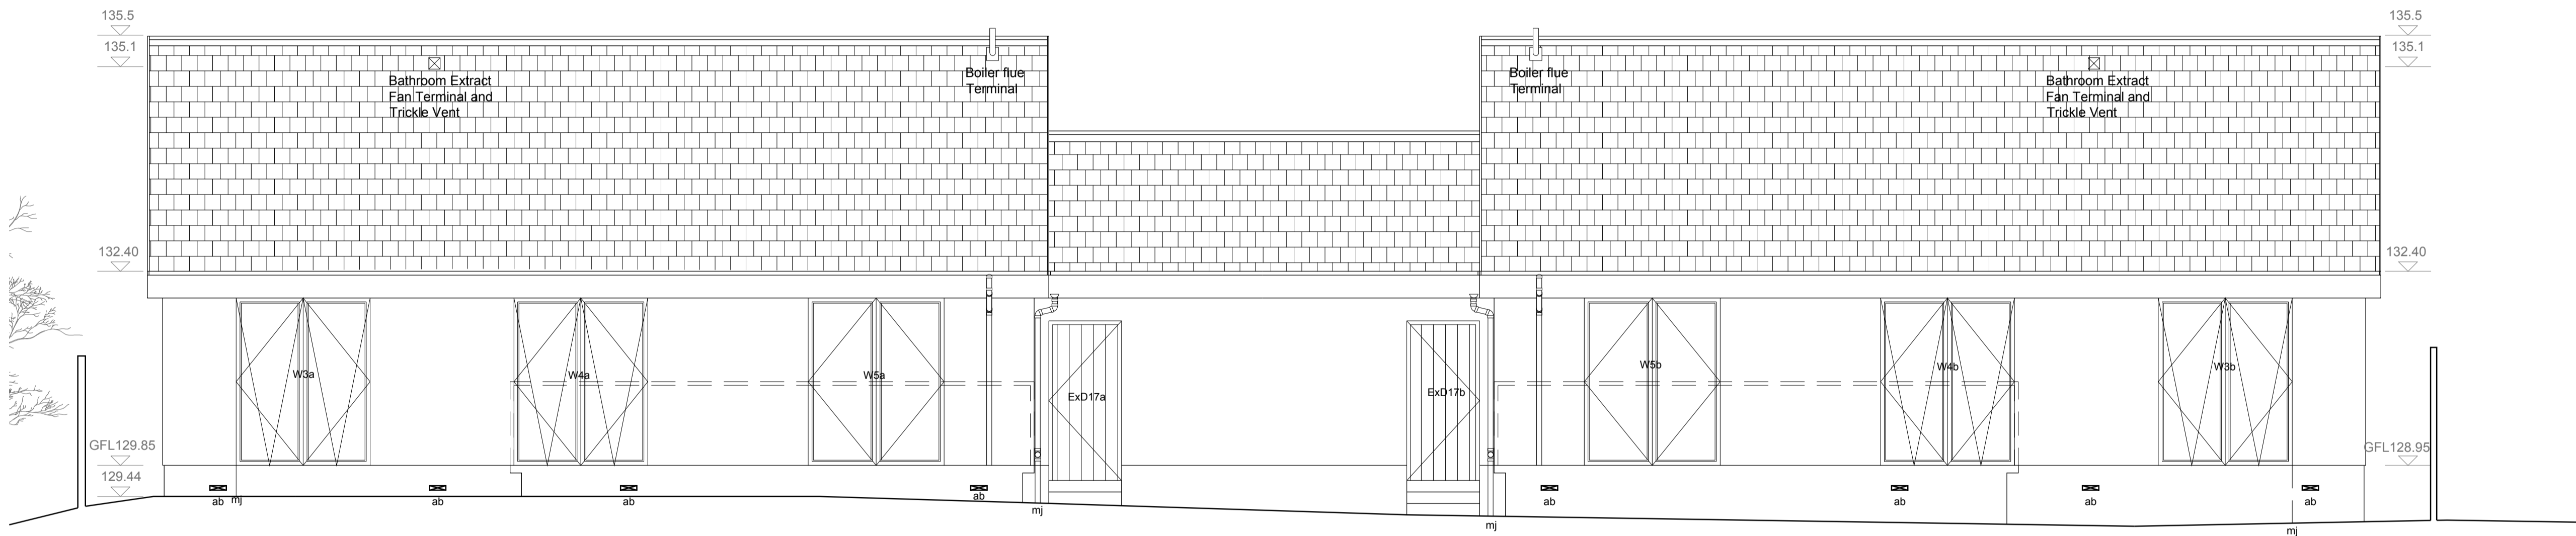 135.5
135.5
135.1
135.1
Bathroom Extract
Fan Terminal and
Trickle Vent
Boiler flue
Terminal
Boiler flue
Terminal
Bathroom Extract
Fan Terminal and
Trickle Vent
132.40
132.40
W3a
W4a
W5a
ExD17a
ExD17b
W5b
W4b
W3b
GFL129.85
GFL128.95
129.44
ab
mj
ab
ab
ab
mj
mj
ab
ab
ab
ab
mj